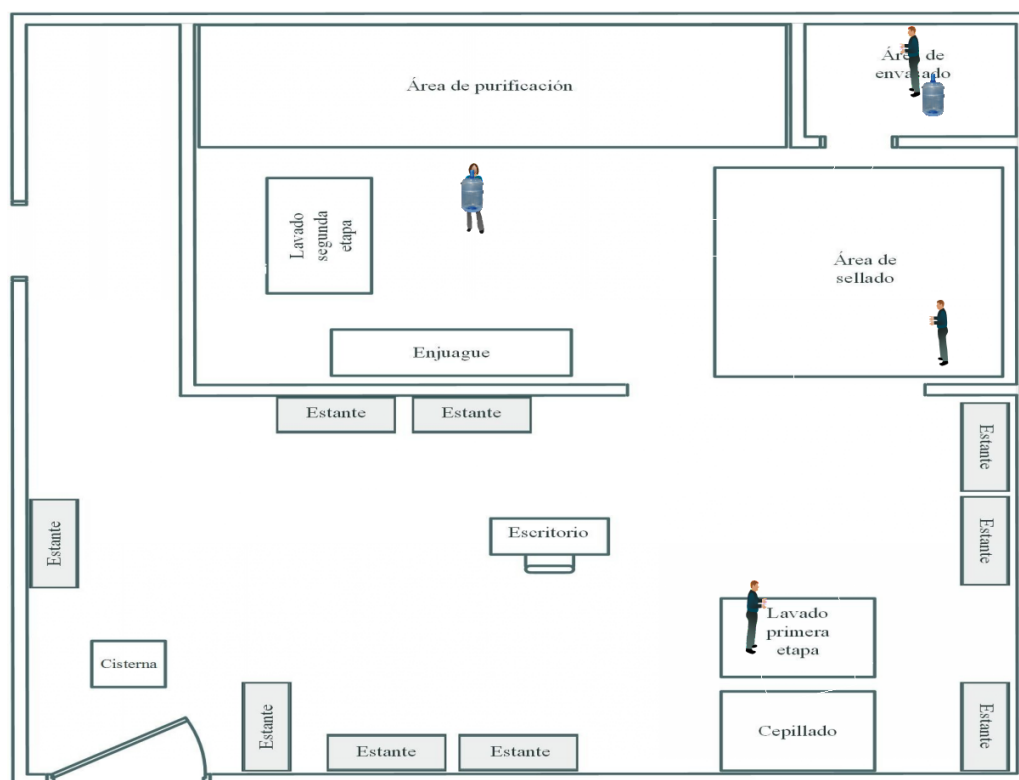 Área de purificación
Área de
envasado
Lavado
segunda
etapa
Área de
sellado
Enjuague
Estante
Estante
Estante
Estante
Estante
Escritorio
Lavado
primera
etapa
Cisterna
Cepillado
Estante
Estante
Estante
Estante